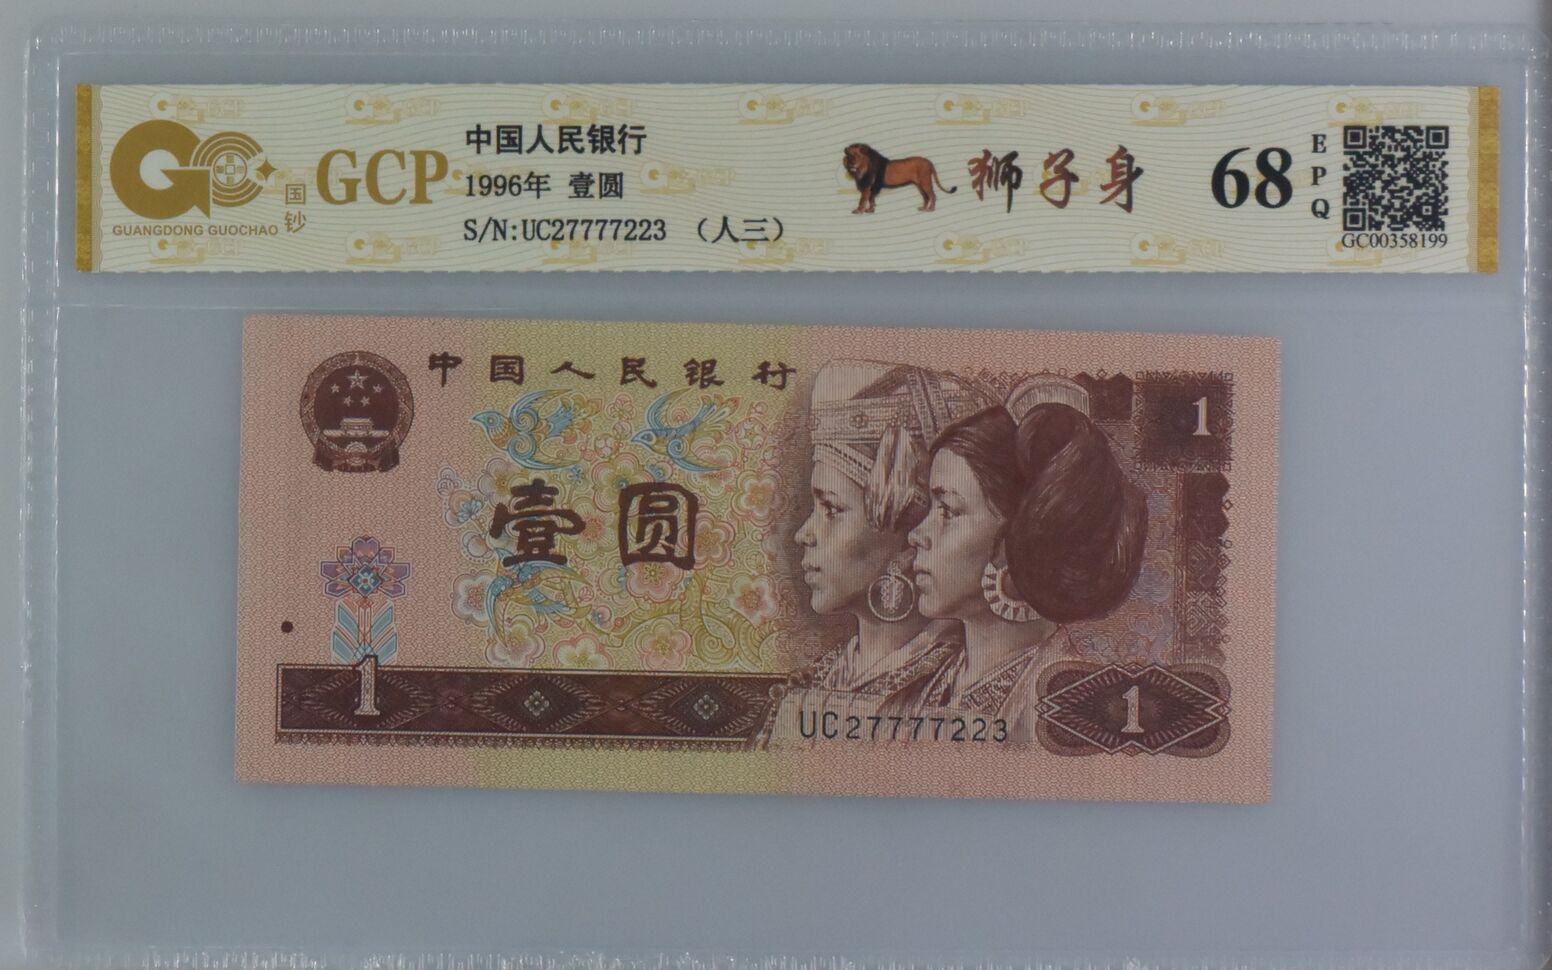 GCP
国钞
GUANGDONG GUOCHAO
中国人民银行
1996年 壹圆
S/N:UC27777223 （人三）
狮子身
68
EPQ
GC00358199
中国人民银行
1
壹圆
1
UC27777223
1